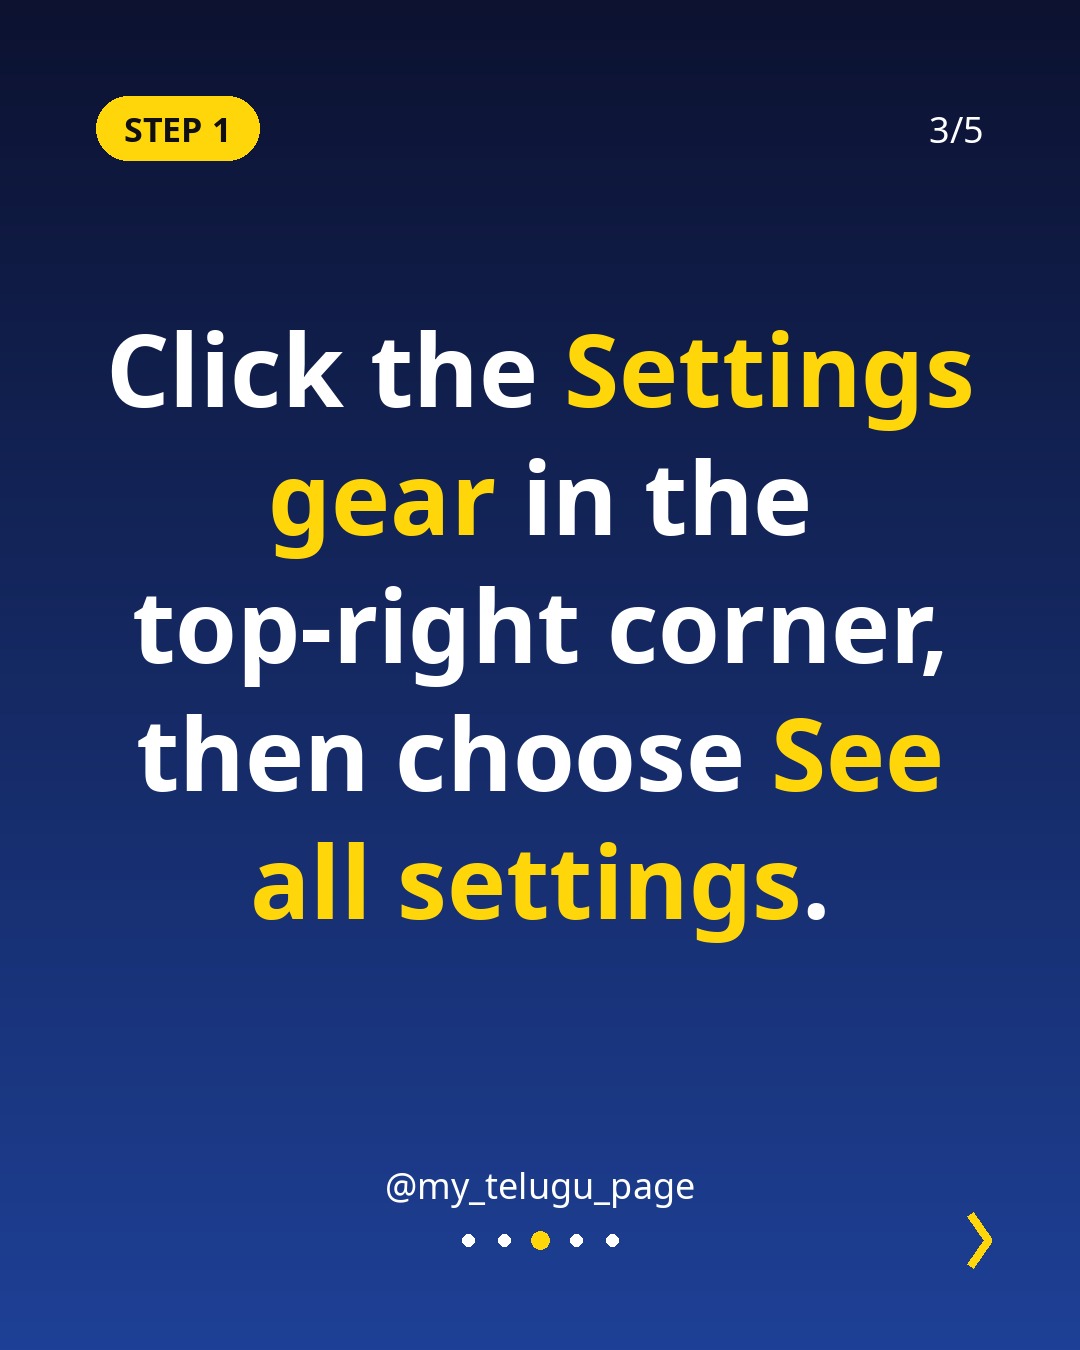 STEP 1
3/5
Click the Settings
gear in the
top-right corner,
then choose See
all settings.
@my_telugu_page